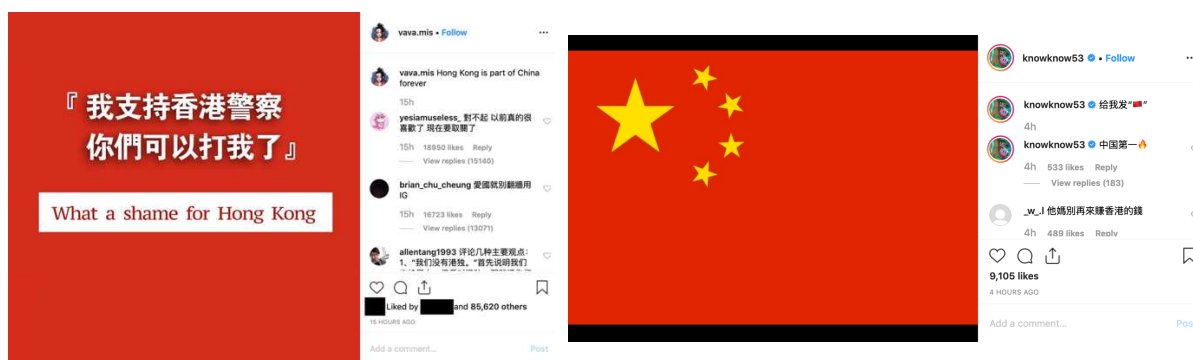 『我支持香港警察
你們可以打我了』
What a shame for Hong Kong
vava.mis • Follow
vava.mis Hong Kong is part of China
forever
15h
yesiamuseless_ 對不起 以前真的很
喜歡了 現在要取關了
15h 18950 likes Reply
View replies (15140)
brian_chu_cheung 愛國就別翻牆用
IG
15h 16723 likes Reply
View replies (13071)
allentang1993 评论几种主要观点:
1、“我们没有港独。”首先说明我们
Liked by and 85,620 others
15 HOURS AGO
Add a comment... Post
knowknow53 • Follow
knowknow53 给我发“🇨🇳”
4h
knowknow53 中国第一🔥
4h 533 likes Reply
View replies (183)
_w_.l 他媽別再來賺香港的錢
4h 489 likes Reply
9,105 likes
4 HOURS AGO
Add a comment... Pos